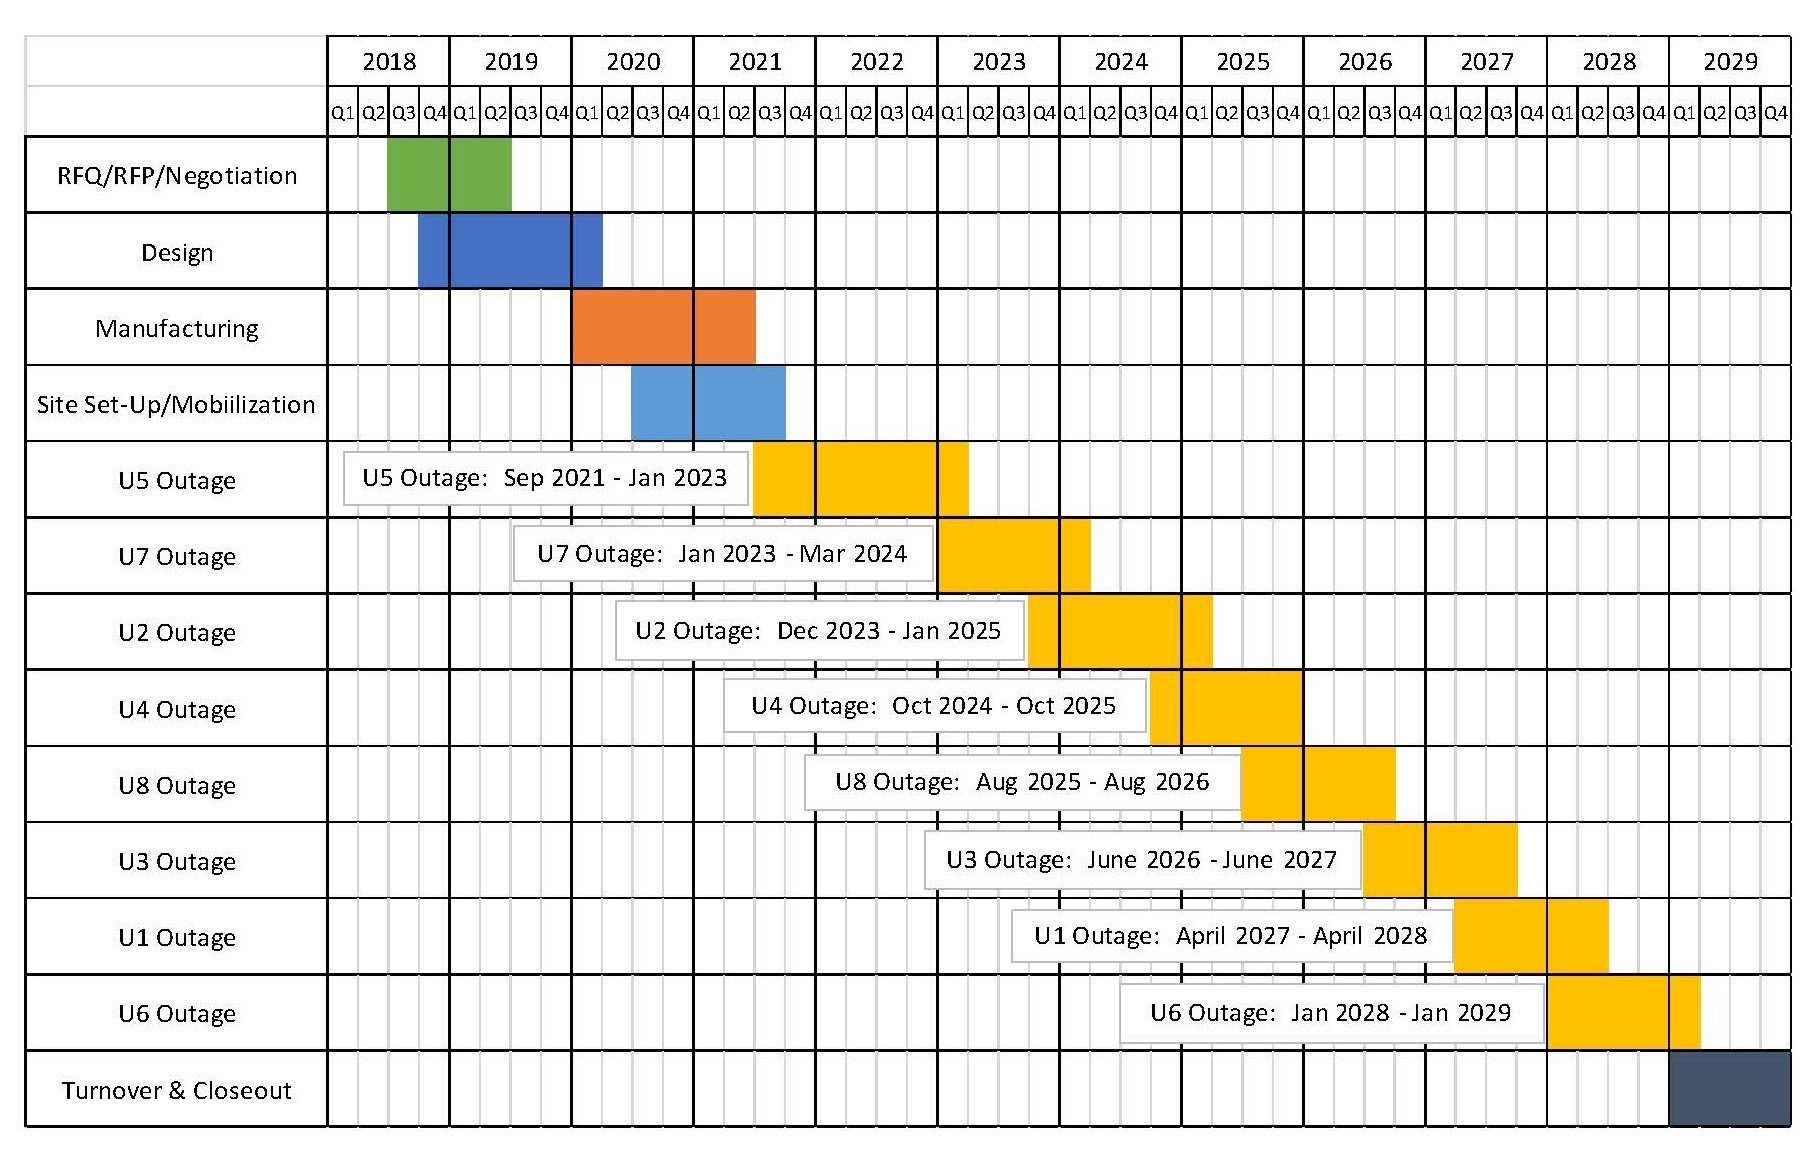 2018 2019 2020 2021 2022 2023 2024 2025 2026 2027 2028 2029
Q1 Q2 Q3 Q4 Q1 Q2 Q3 Q4 Q1 Q2 Q3 Q4 Q1 Q2 Q3 Q4 Q1 Q2 Q3 Q4 Q1 Q2 Q3 Q4 Q1 Q2 Q3 Q4 Q1 Q2 Q3 Q4 Q1 Q2 Q3 Q4 Q1 Q2 Q3 Q4 Q1 Q2 Q3 Q4 Q1 Q2 Q3 Q4
RFQ/RFP/Negotiation
Design
Manufacturing
Site Set-Up/Mobiilization
U5 Outage U5 Outage: Sep 2021 - Jan 2023
U7 Outage U7 Outage: Jan 2023 - Mar 2024
U2 Outage U2 Outage: Dec 2023 - Jan 2025
U4 Outage U4 Outage: Oct 2024 - Oct 2025
U8 Outage U8 Outage: Aug 2025 - Aug 2026
U3 Outage U3 Outage: June 2026 - June 2027
U1 Outage U1 Outage: April 2027 - April 2028
U6 Outage U6 Outage: Jan 2028 - Jan 2029
Turnover & Closeout